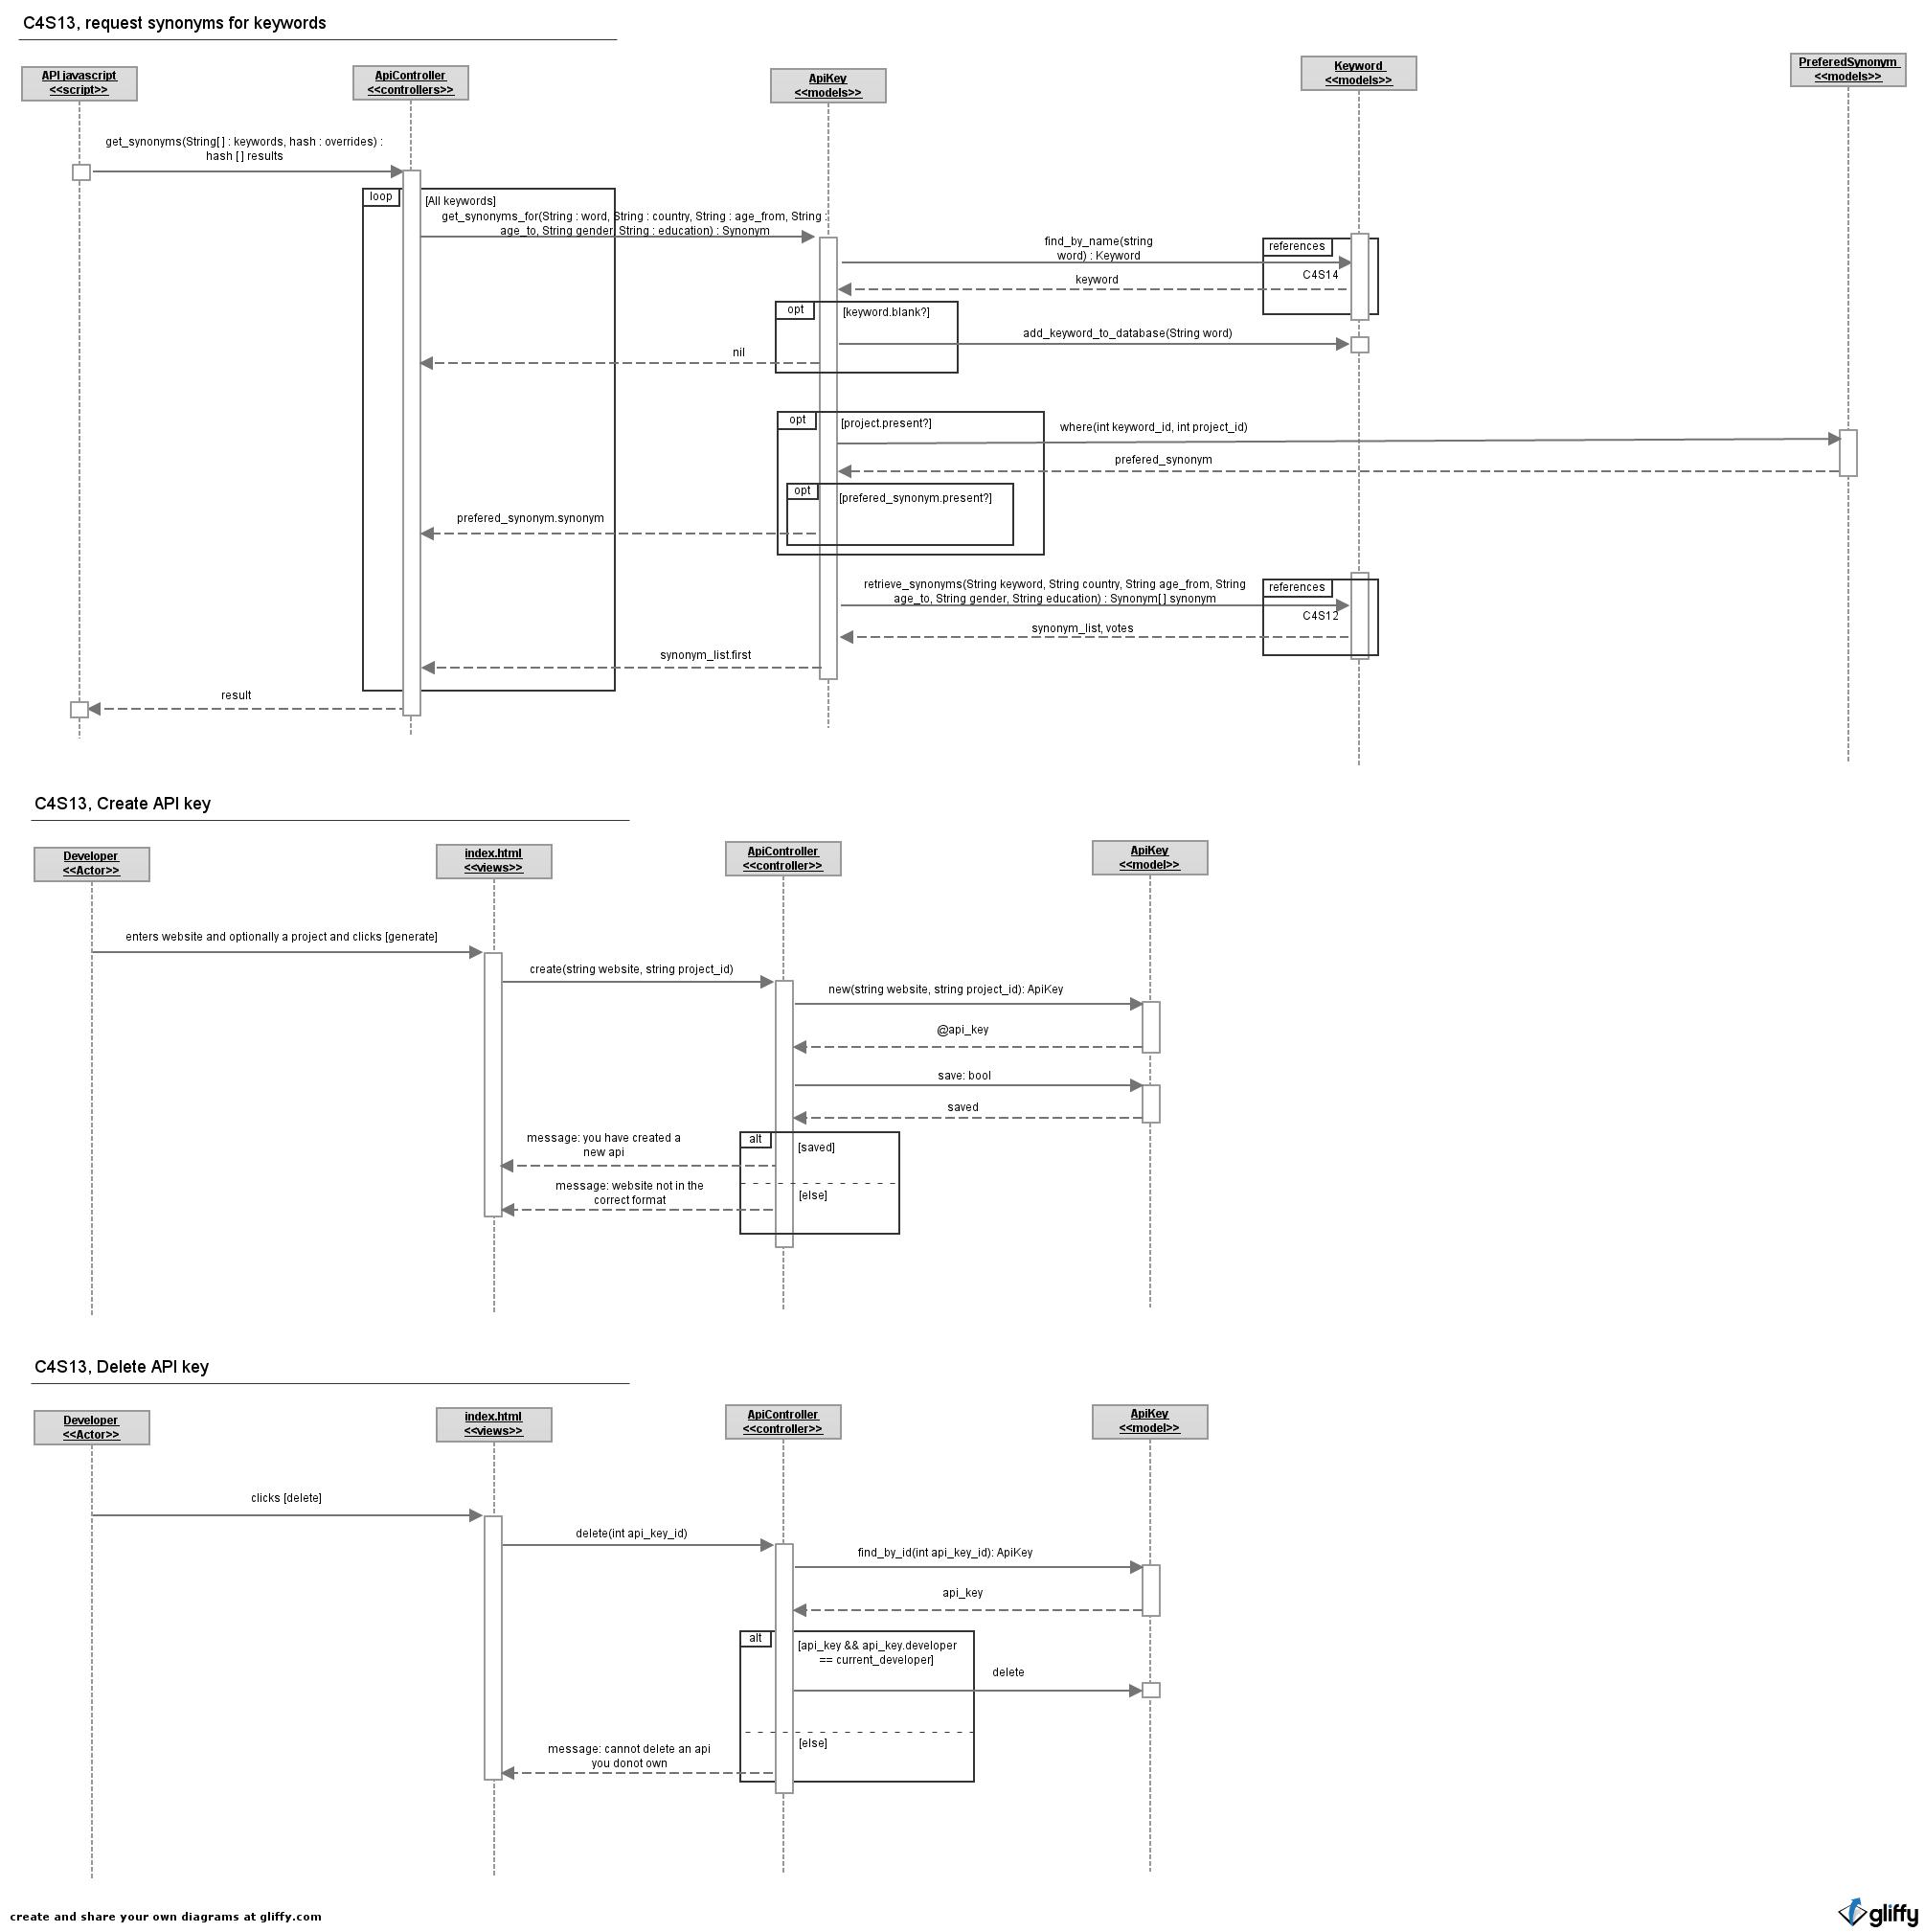 C4S13, request synonyms for keywords
API javascript
<<script>>
ApiController
<<controllers>>
ApiKey
<<models>>
Keyword
<<models>>
PreferedSynonym
<<models>>
get_synonyms(String[ ] : keywords, hash : overrides) :
hash [ ] results
loop
[All keywords]
get_synonyms_for(String : word, String : country, String : age_from, String :
age_to, String gender, String : education) : Synonym
find_by_name(string
word) : Keyword
references
C4S14
keyword
opt
[keyword.blank?]
add_keyword_to_database(String word)
nil
opt
[project.present?]
where(int keyword_id, int project_id)
prefered_synonym
opt
[prefered_synonym.present?]
prefered_synonym.synonym
retrieve_synonyms(String keyword, String country, String age_from, String
age_to, String gender, String education) : Synonym[ ] synonym
references
C4S12
synonym_list, votes
synonym_list.first
result
C4S13, Create API key
Developer
<<Actor>>
index.html
<<views>>
ApiController
<<controller>>
ApiKey
<<model>>
enters website and optionally a project and clicks [generate]
create(string website, string project_id)
new(string website, string project_id): ApiKey
@api_key
save: bool
saved
alt
[saved]
message: you have created a
new api
message: website not in the
correct format
[else]
C4S13, Delete API key
Developer
<<Actor>>
index.html
<<views>>
ApiController
<<controller>>
ApiKey
<<model>>
clicks [delete]
delete(int api_key_id)
find_by_id(int api_key_id): ApiKey
api_key
alt
[api_key && api_key.developer
== current_developer]
delete
[else]
message: cannot delete an api
you donot own
create and share your own diagrams at gliffy.com
gliffy